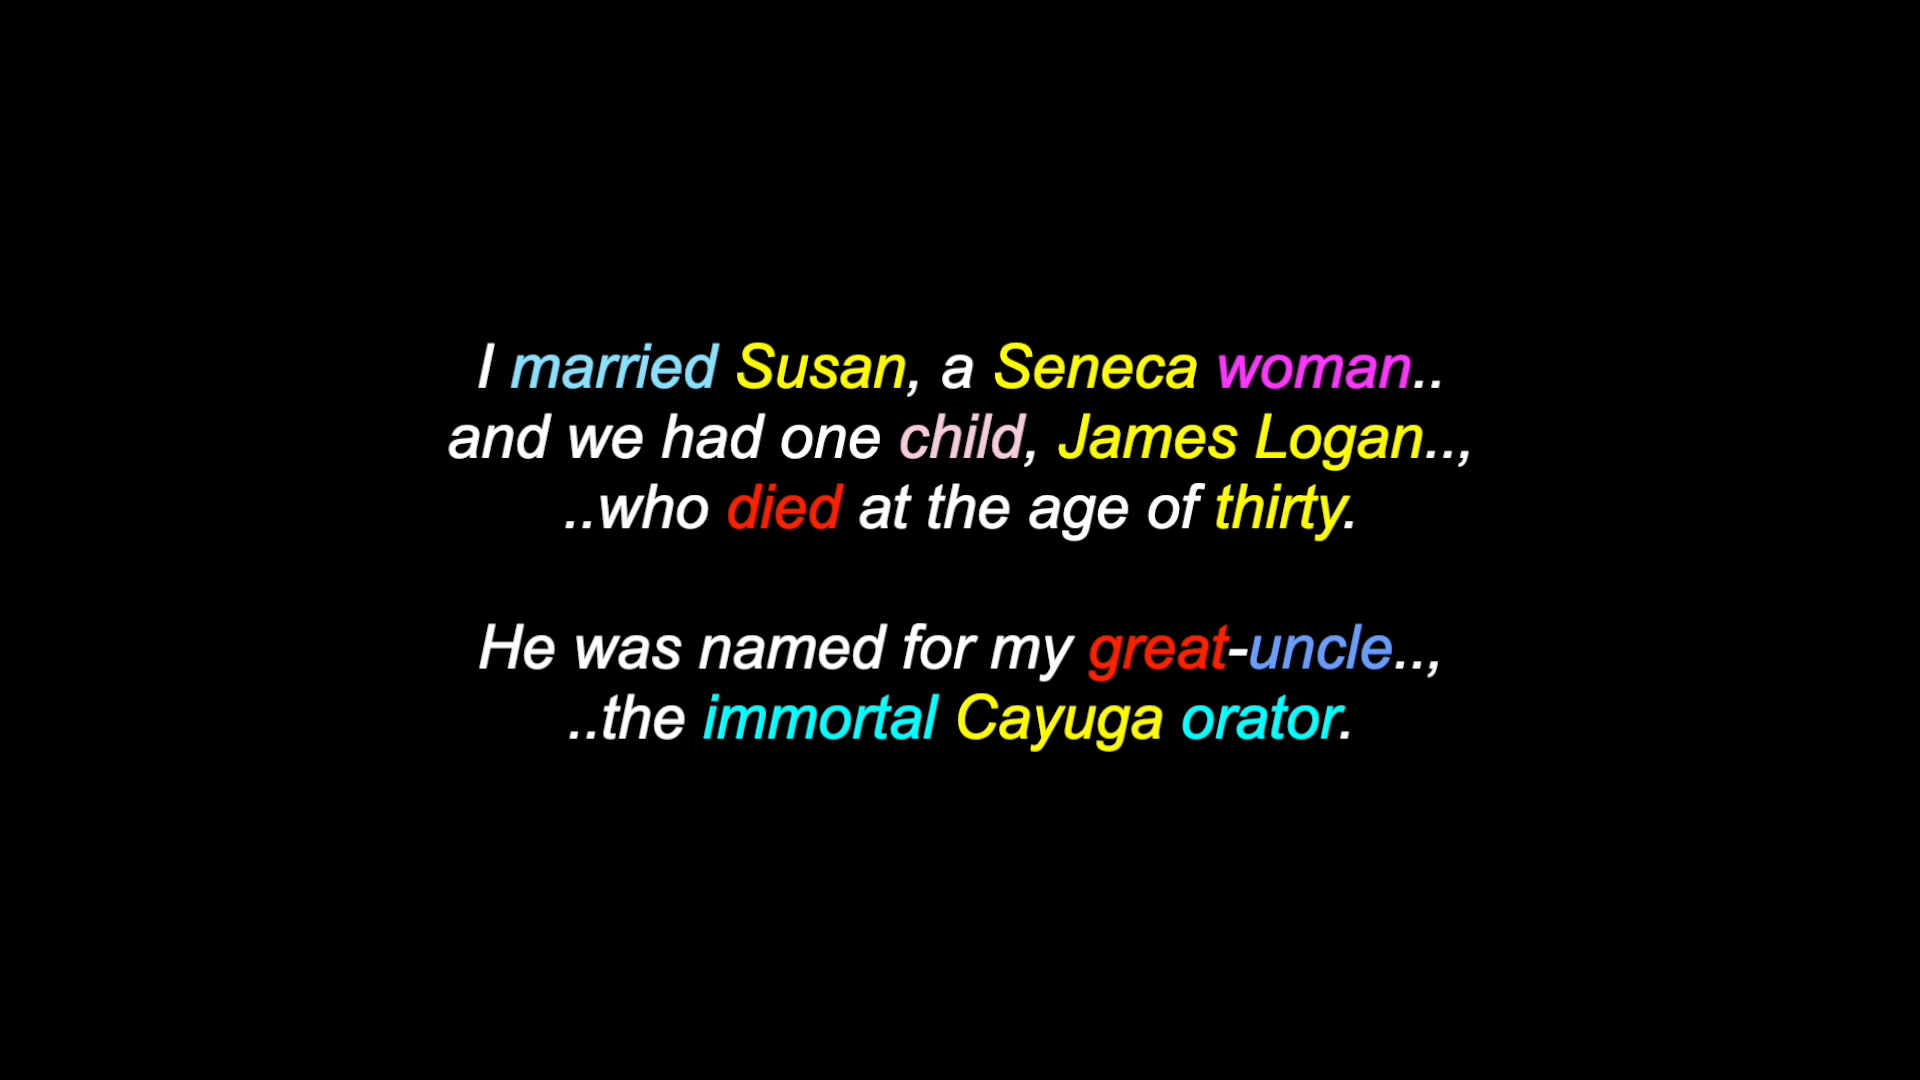 I married Susan, a Seneca woman..
and we had one child, James Logan..,
..who died at the age of thirty.
He was named for my great-uncle..,
..the immortal Cayuga orator.